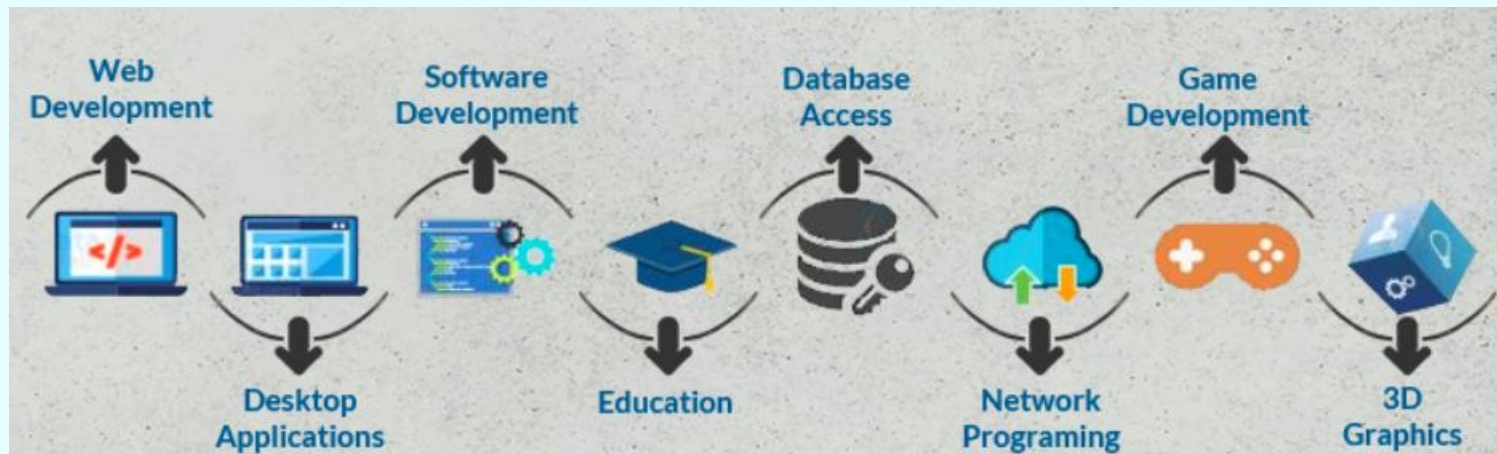 Web
Development
Desktop
Applications
Software
Development
Education
Database
Access
Network
Programing
Game
Development
3D
Graphics